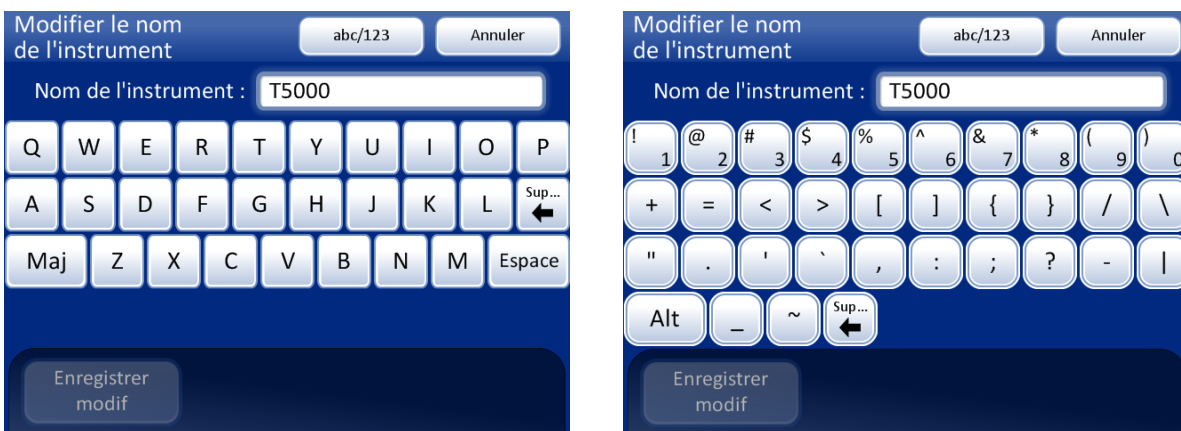 Modifier le nom
de l'instrument
abc/123
Annuler
Nom de l'instrument :
T5000
Q W E R T Y U I O P
A S D F G H J K L Sup...
Maj Z X C V B N M Espace
Enregistrer
modif
Modifier le nom
de l'instrument
abc/123
Annuler
Nom de l'instrument :
T5000
! 1 @ 2 # 3 $ 4 % 5 ^ 6 & 7 * 8 ( 9 ) 0
+ = < > [ ] { } / \
" . ' ` , : ; ? - |
Alt _ ~ Sup...
Enregistrer
modif